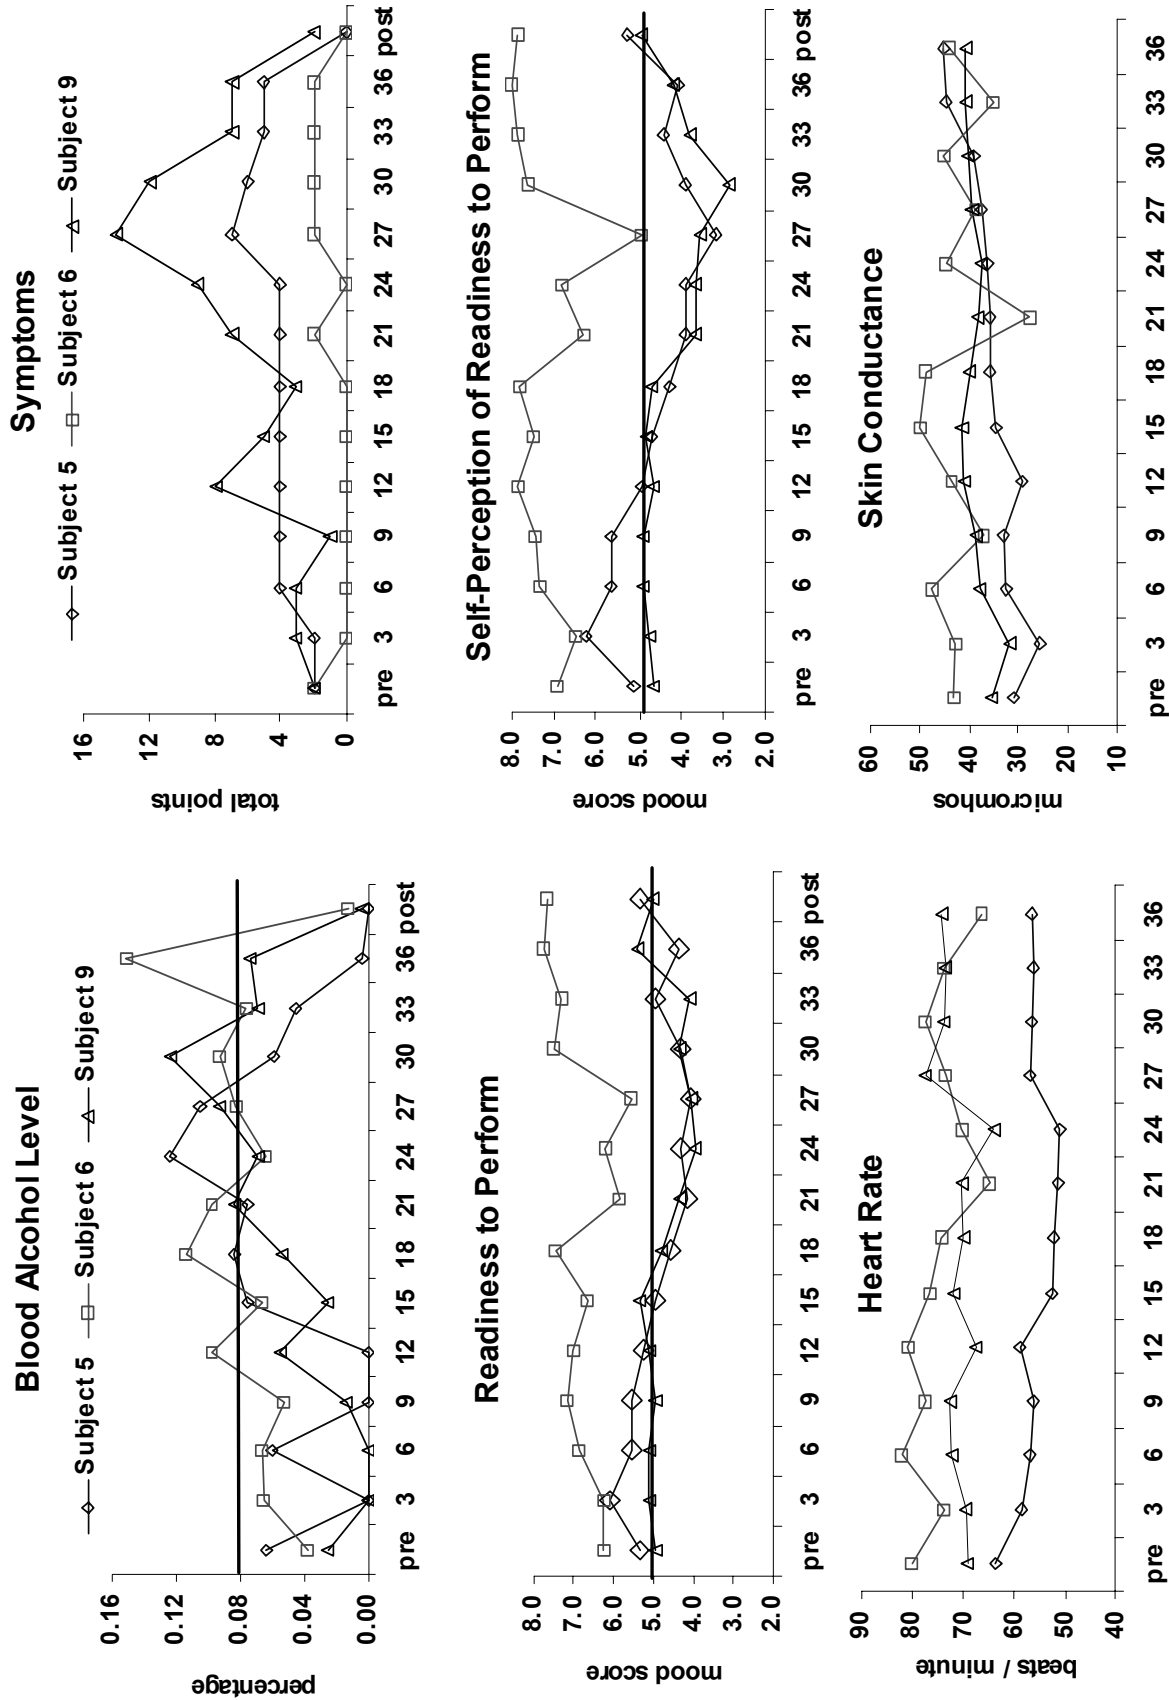 Blood Alcohol Level
Subject 5 Subject 6 Subject 9
percentage
0.16
0.12
0.08
0.04
0.00
pre 3 6 9 12 15 18 21 24 27 30 33 36 post
Symptoms
Subject 5 Subject 6 Subject 9
total points
16
12
8
4
0
pre 3 6 9 12 15 18 21 24 27 30 33 36 post
Readiness to Perform
mood score
8.0
7.0
6.0
5.0
4.0
3.0
2.0
pre 3 6 9 12 15 18 21 24 27 30 33 36 post
Self-Perception of Readiness to Perform
mood score
8.0
7.0
6.0
5.0
4.0
3.0
2.0
pre 3 6 9 12 15 18 21 24 27 30 33 36 post
Heart Rate
beats / minute
90
80
70
60
50
40
pre 3 6 9 12 15 18 21 24 27 30 33 36
Skin Conductance
micromhos
60
50
40
30
20
10
pre 3 6 9 12 15 18 21 24 27 30 33 36